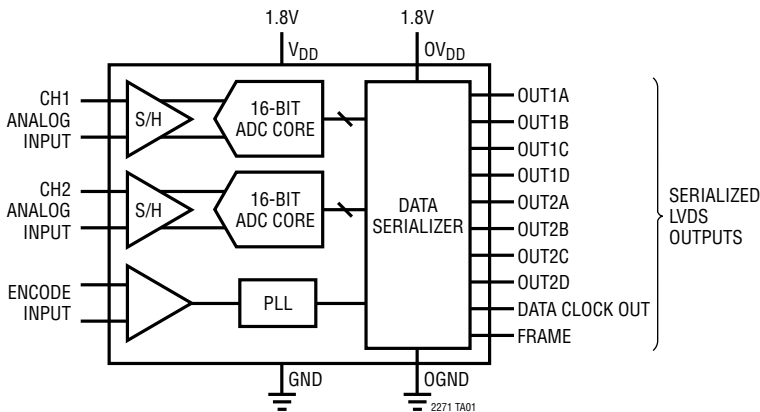 1.8V
1.8V
VDD
OVDD
CH1
ANALOG
INPUT
S/H
16-BIT
ADC CORE
CH2
ANALOG
INPUT
S/H
16-BIT
ADC CORE
ENCODE
INPUT
PLL
DATA
SERIALIZER
OUT1A
OUT1B
OUT1C
OUT1D
OUT2A
OUT2B
OUT2C
OUT2D
DATA CLOCK OUT
FRAME
SERIALIZED
LVDS
OUTPUTS
GND
OGND
2271 TA01